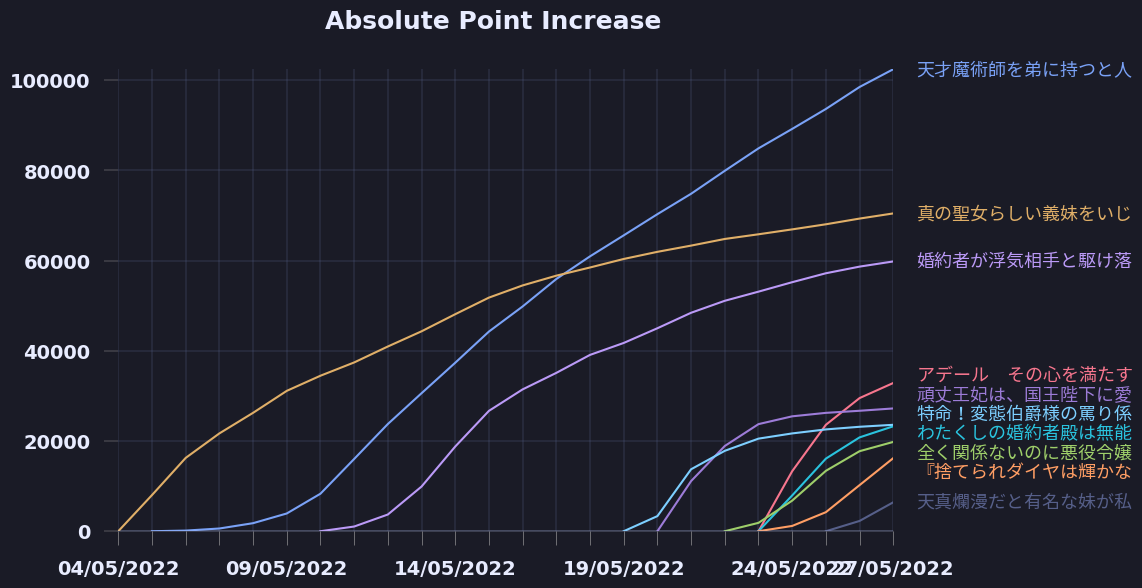 Absolute Point Increase
100000
80000
60000
40000
20000
0
04/05/2022
09/05/2022
14/05/2022
19/05/2022
24/05/2022
27/05/2022
天才魔術師を弟に持つと人
真の聖女らしい義妹をいじ
婚約者が浮気相手と駆け落
アデール　その心を満たす
頑丈王妃は、国王陛下に愛
特命！変態伯爵様の罵り係
わたくしの婚約者殿は無能
全く関係ないのに悪役令嬢
『捨てられダイヤは輝かな
天真爛漫だと有名な妹が私